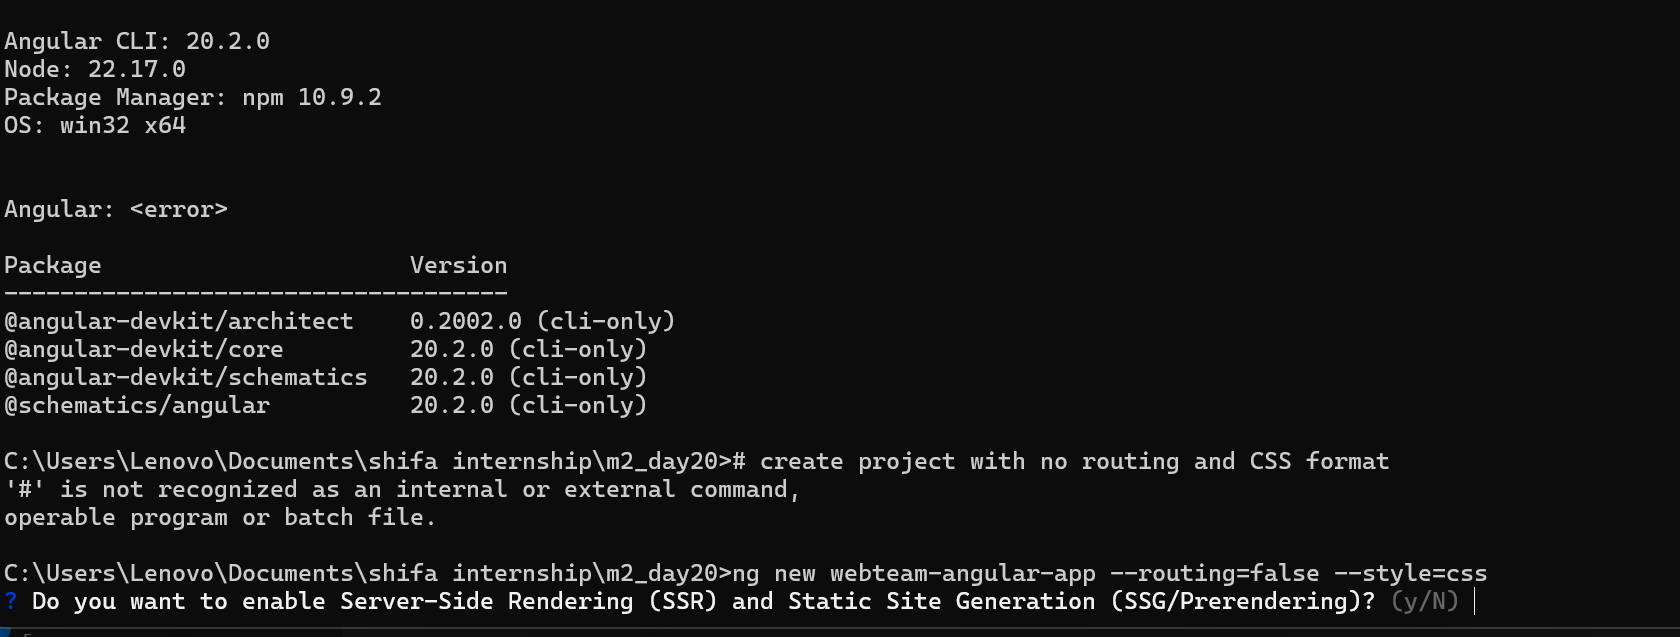 Angular CLI: 20.2.0
Node: 22.17.0
Package Manager: npm 10.9.2
OS: win32 x64
Angular: <error>
Package                      Version
------------------------------------
@angular-devkit/architect    0.2002.0 (cli-only)
@angular-devkit/core         20.2.0 (cli-only)
@angular-devkit/schematics   20.2.0 (cli-only)
@schematics/angular          20.2.0 (cli-only)
C:\Users\Lenovo\Documents\shifa internship\m2_day20># create project with no routing and CSS format
'#' is not recognized as an internal or external command,
operable program or batch file.
C:\Users\Lenovo\Documents\shifa internship\m2_day20>ng new webteam-angular-app --routing=false --style=css
? Do you want to enable Server-Side Rendering (SSR) and Static Site Generation (SSG/Prerendering)? (y/N)